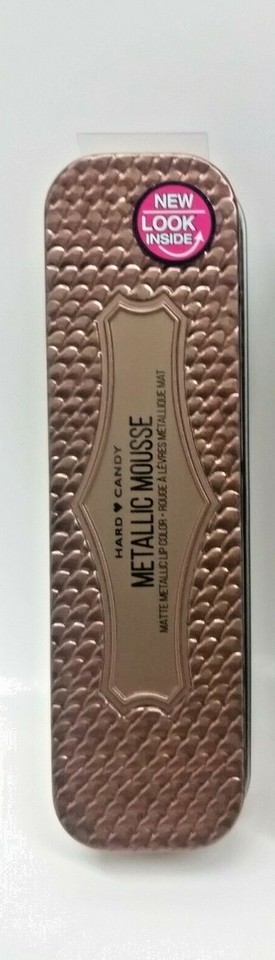 NEW
LOOK
INSIDE
HARD♥CANDY
METALLIC MOUSSE
MATTE METALLIC LIP COLOR • ROUGE À LÈVRES MÉTALLIQUE MAT